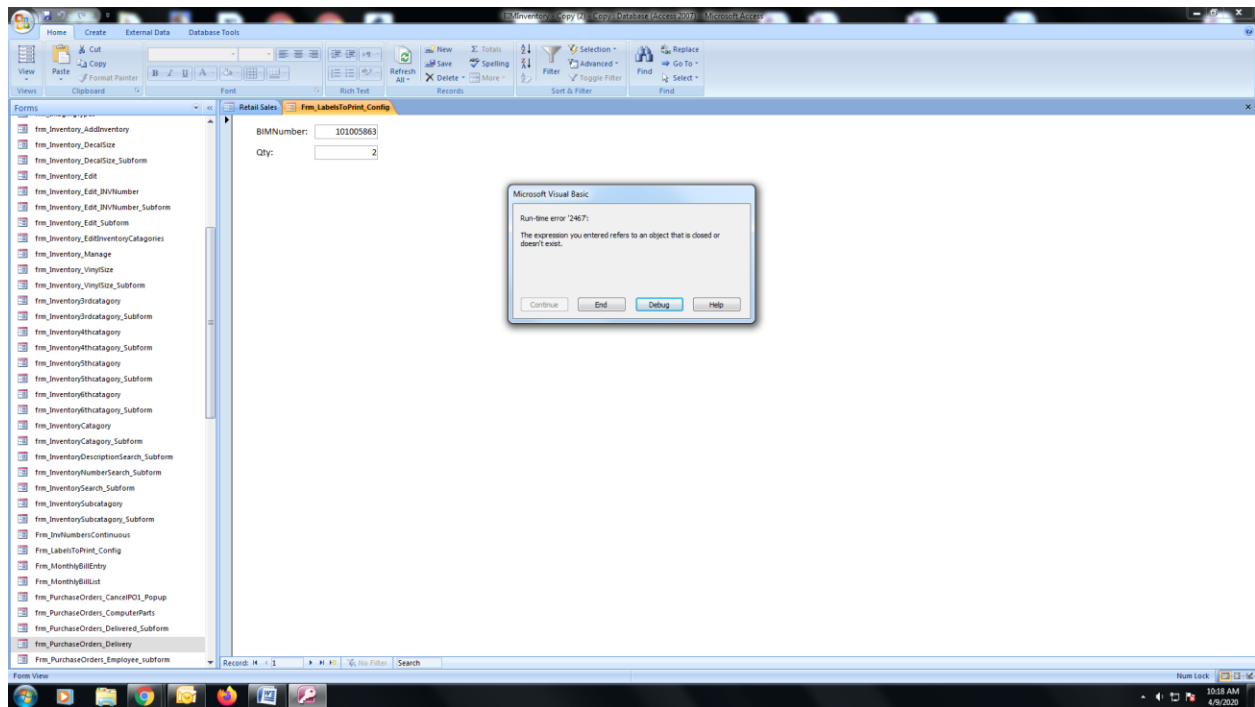 EMInventory - Copy (2) - Copy : Database (Access 2007) - Microsoft Access
Home Create External Data Database Tools
View
Views
Paste
Cut
Copy
Format Painter
Clipboard
B I U A
Font
Rich Text
Refresh All
New
Save
Delete
Totals
Spelling
More
Records
Filter
Selection
Advanced
Toggle Filter
Sort & Filter
Find
Replace
Go To
Select
Find
Forms
Retail Sales Frm_LabelsToPrint_Config
frm_Inventory_AddInventory
frm_Inventory_DecalSize
frm_Inventory_DecalSize_Subform
frm_Inventory_Edit
frm_Inventory_Edit_INVNumber
frm_Inventory_Edit_INVNumber_Subform
frm_Inventory_Edit_Subform
frm_Inventory_EditInventoryCatagories
frm_Inventory_Manage
frm_Inventory_VinylSize
frm_Inventory_VinylSize_Subform
frm_Inventory3rdcatagory
frm_Inventory3rdcatagory_Subform
frm_Inventory4thcatagory
frm_Inventory4thcatagory_Subform
frm_Inventory5thcatagory
frm_Inventory5thcatagory_Subform
frm_Inventory6thcatagory
frm_Inventory6thcatagory_Subform
frm_InventoryCatagory
frm_InventoryCatagory_Subform
frm_InventoryDescriptionSearch_Subform
frm_InventoryNumberSearch_Subform
frm_InventorySearch_Subform
frm_InventorySubcatagory
frm_InventorySubcatagory_Subform
Frm_InvNumbersContinuous
Frm_LabelsToPrint_Config
Frm_MonthlyBillEntry
Frm_MonthlyBillList
frm_PurchaseOrders_CancelPO1_Popup
frm_PurchaseOrders_ComputerParts
frm_PurchaseOrders_Delivered_Subform
frm_PurchaseOrders_Delivery
Frm_PurchaseOrders_Employee_subform
BIMNumber: 101005863
Qty: 2
Microsoft Visual Basic
Run-time error '2467':
The expression you entered refers to an object that is closed or
doesn't exist.
Continue End Debug Help
Record: 1 No Filter Search
Form View Num Lock
10:18 AM
4/9/2020